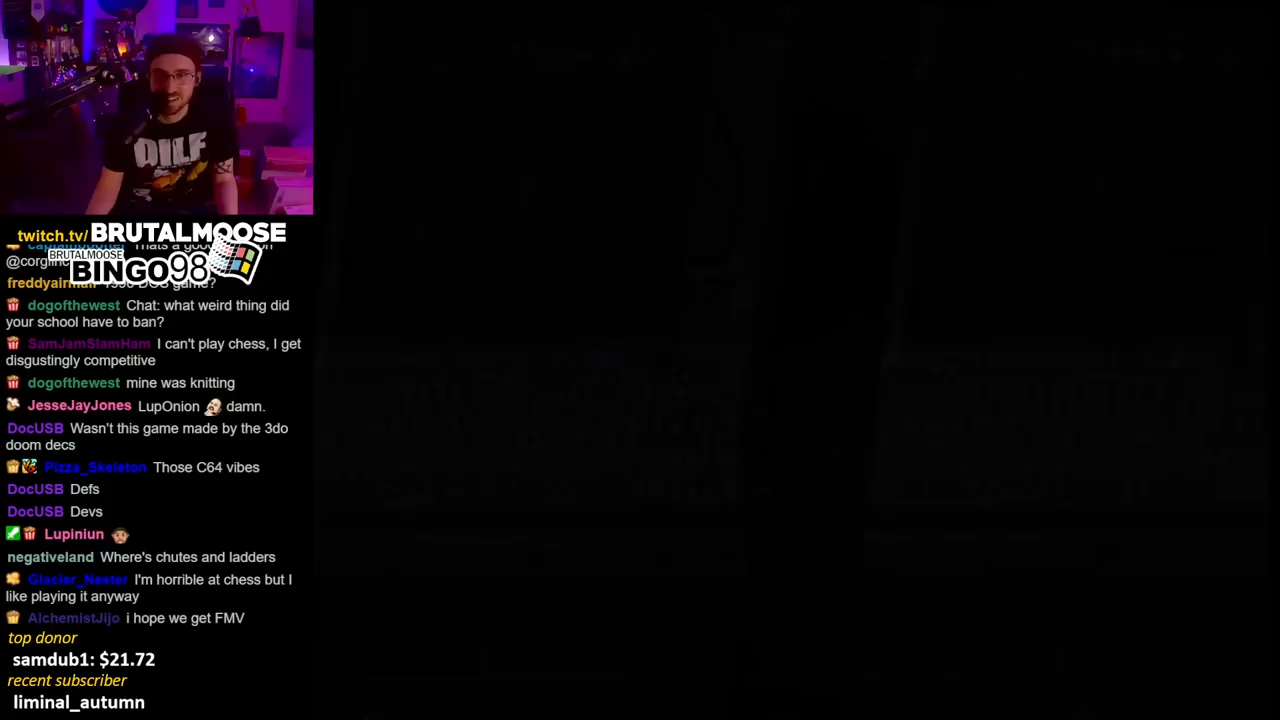 DILF
twitch.tv/BRUTALMOOSE
Thats a good
BRUTALMOOSE
@corgi
BINGO98
DOS game?
dogofthewest Chat: what weird thing did
your school have to ban?
SamJamSlamHam I can't play chess, I get
disgustingly competitive
dogofthewest mine was knitting
JesseJayJones LupOnion damn.
DocUSB Wasn't this game made by the 3do
doom decs
Pizza_Skeleton Those C64 vibes
DocUSB Defs
DocUSB Devs
Lupiniun
negativeland Where's chutes and ladders
Glacier_Nester I'm horrible at chess but I
like playing it anyway
AlchemistJijo i hope we get FMV
top donor
samdub1: $21.72
recent subscriber
liminal_autumn